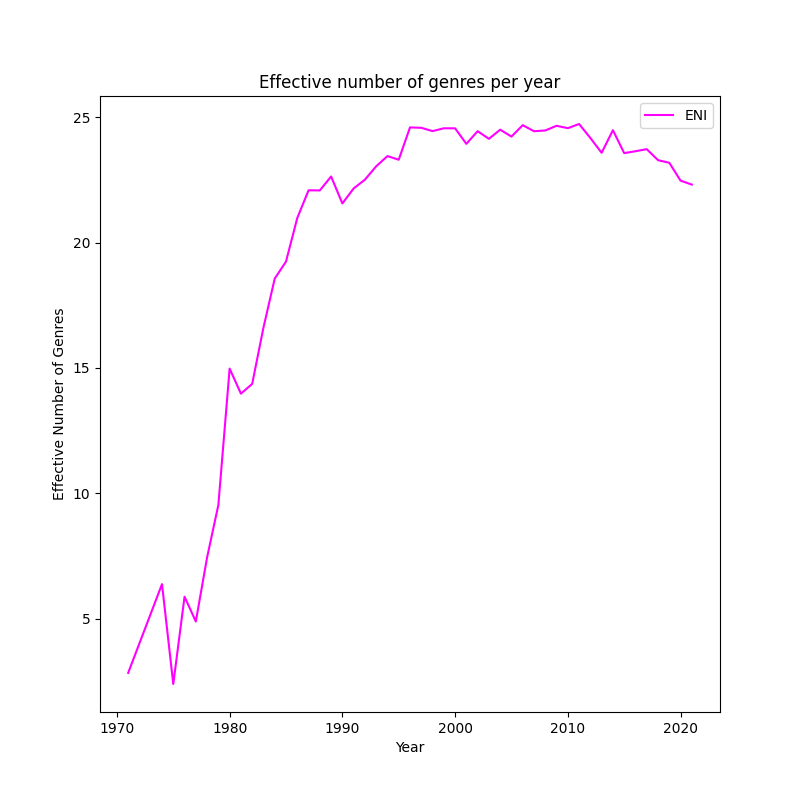 Effective number of genres per year
ENI
25
20
15
10
5
Effective Number of Genres
1970 1980 1990 2000 2010 2020
Year